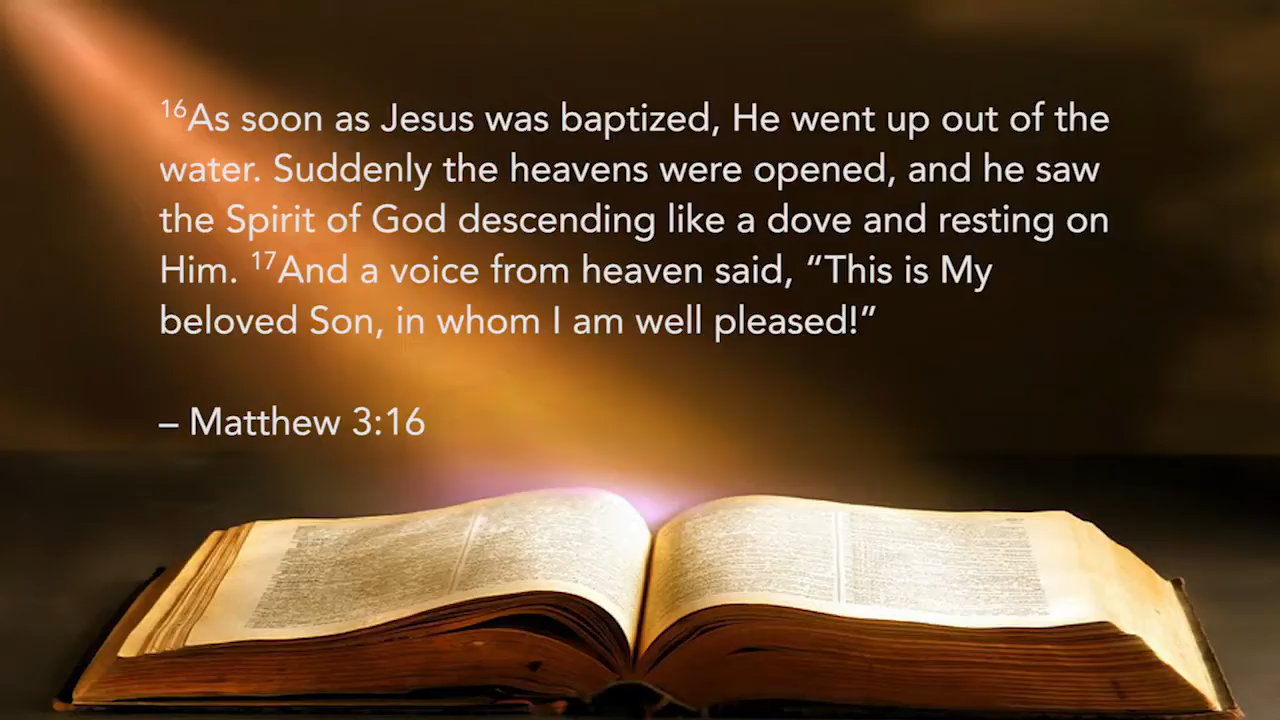 ¹⁶As soon as Jesus was baptized, He went up out of the
water. Suddenly the heavens were opened, and he saw
the Spirit of God descending like a dove and resting on
Him. ¹⁷And a voice from heaven said, “This is My
beloved Son, in whom I am well pleased!”
– Matthew 3:16